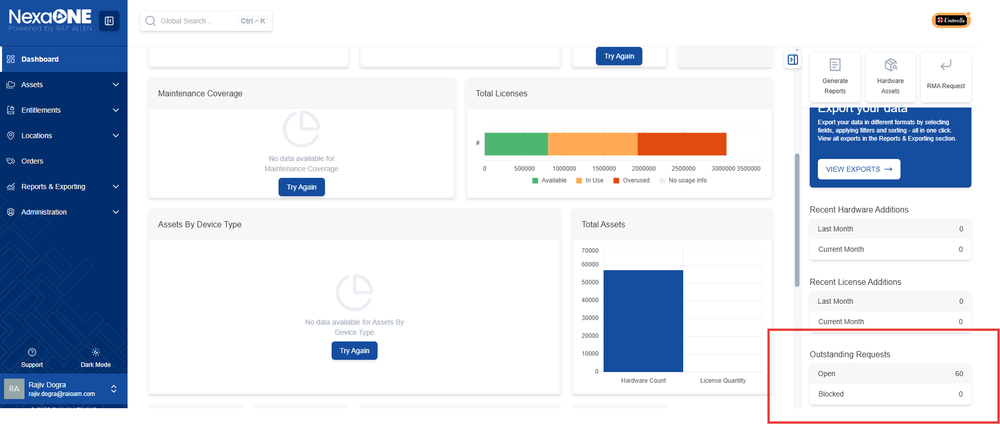 NexaONE
Powered by RAY ALLEN
Global Search...
Ctrl K
Umbrella
Dashboard
Assets
Entitlements
Locations
Orders
Reports & Exporting
Administration
Support
Dark Mode
RA
Rajiv Dogra
rajiv.dogra@raioam.com
Try Again
Maintenance Coverage
No data available for
Maintenance Coverage
Try Again
Total Licenses
#
0 500000 1000000 1500000 2000000 2500000 3000000 3500000
Available In Use Overused No usage info
Assets By Device Type
No data available for Assets By
Device Type
Try Again
Total Assets
70000
60000
50000
40000
30000
20000
10000
0
Hardware Count License Quantity
Generate
Reports
Hardware
Assets
RMA Request
Export your data
Export your data in different formats by selecting
fields, applying filters and sorting - all in one click.
View all exports in the Reports & Exporting section.
VIEW EXPORTS
Recent Hardware Additions
Last Month 0
Current Month 0
Recent License Additions
Last Month 0
Current Month 0
Outstanding Requests
Open 60
Blocked 0